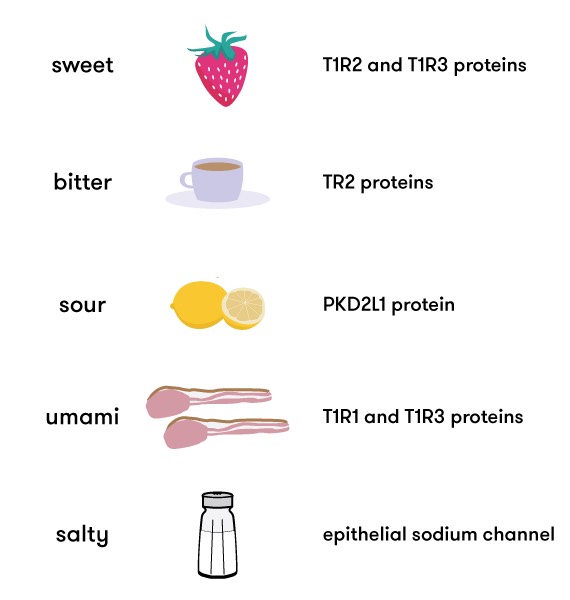 sweet T1R2 and T1R3 proteins
bitter TR2 proteins
sour PKD2L1 protein
umami T1R1 and T1R3 proteins
salty epithelial sodium channel